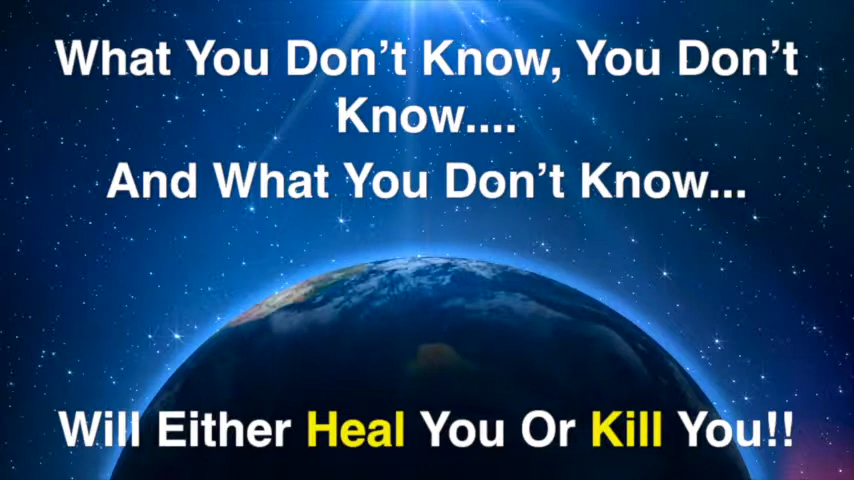 What You Don't Know, You Don't
Know....
And What You Don't Know...
Will Either Heal You Or Kill You!!